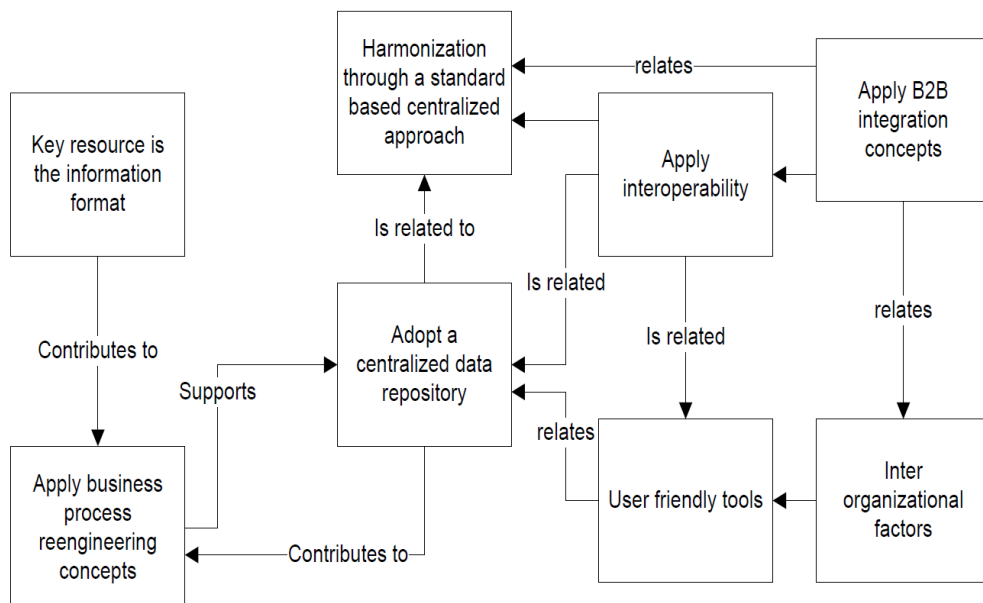 Harmonization
through a standard
based centralized
approach
relates
Apply B2B
integration
concepts
Key resource is
the information
format
Apply
interoperability
Is related to
Is related
relates
Contributes to
Adopt a
centralized data
repository
Is related
Supports
relates
Apply business
process
reengineering
concepts
User friendly tools
Inter
organizational
factors
Contributes to